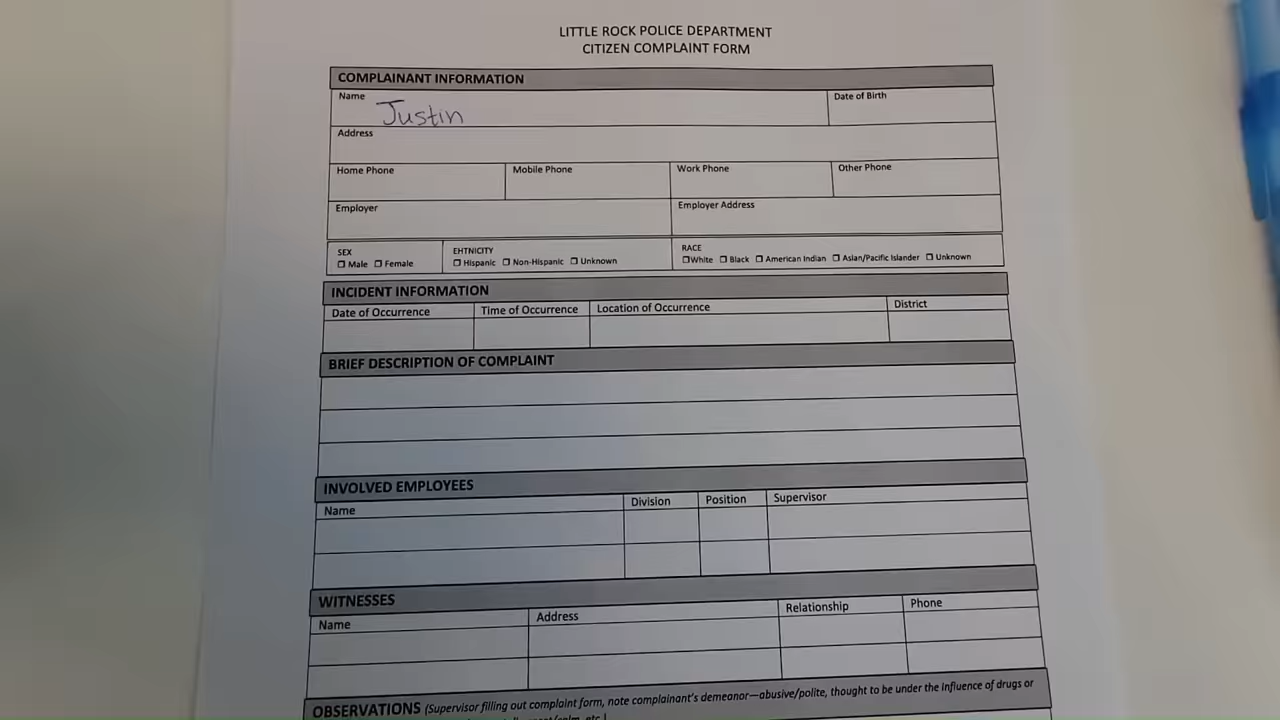 LITTLE ROCK POLICE DEPARTMENT
CITIZEN COMPLAINT FORM
COMPLAINANT INFORMATION
Name Justin Date of Birth
Address
Home Phone Mobile Phone Work Phone Other Phone
Employer Employer Address
SEX EHTNICITY RACE
☐ Male ☐ Female ☐ Hispanic ☐ Non-Hispanic ☐ Unknown ☐White ☐ Black ☐ American Indian ☐ Asian/Pacific Islander ☐ Unknown
INCIDENT INFORMATION
Date of Occurrence Time of Occurrence Location of Occurrence District
BRIEF DESCRIPTION OF COMPLAINT
INVOLVED EMPLOYEES
Name Division Position Supervisor
WITNESSES
Name Address Relationship Phone
OBSERVATIONS (Supervisor filling out complaint form, note complainant's demeanor—abusive/polite, thought to be under the influence of drugs or
etc.)